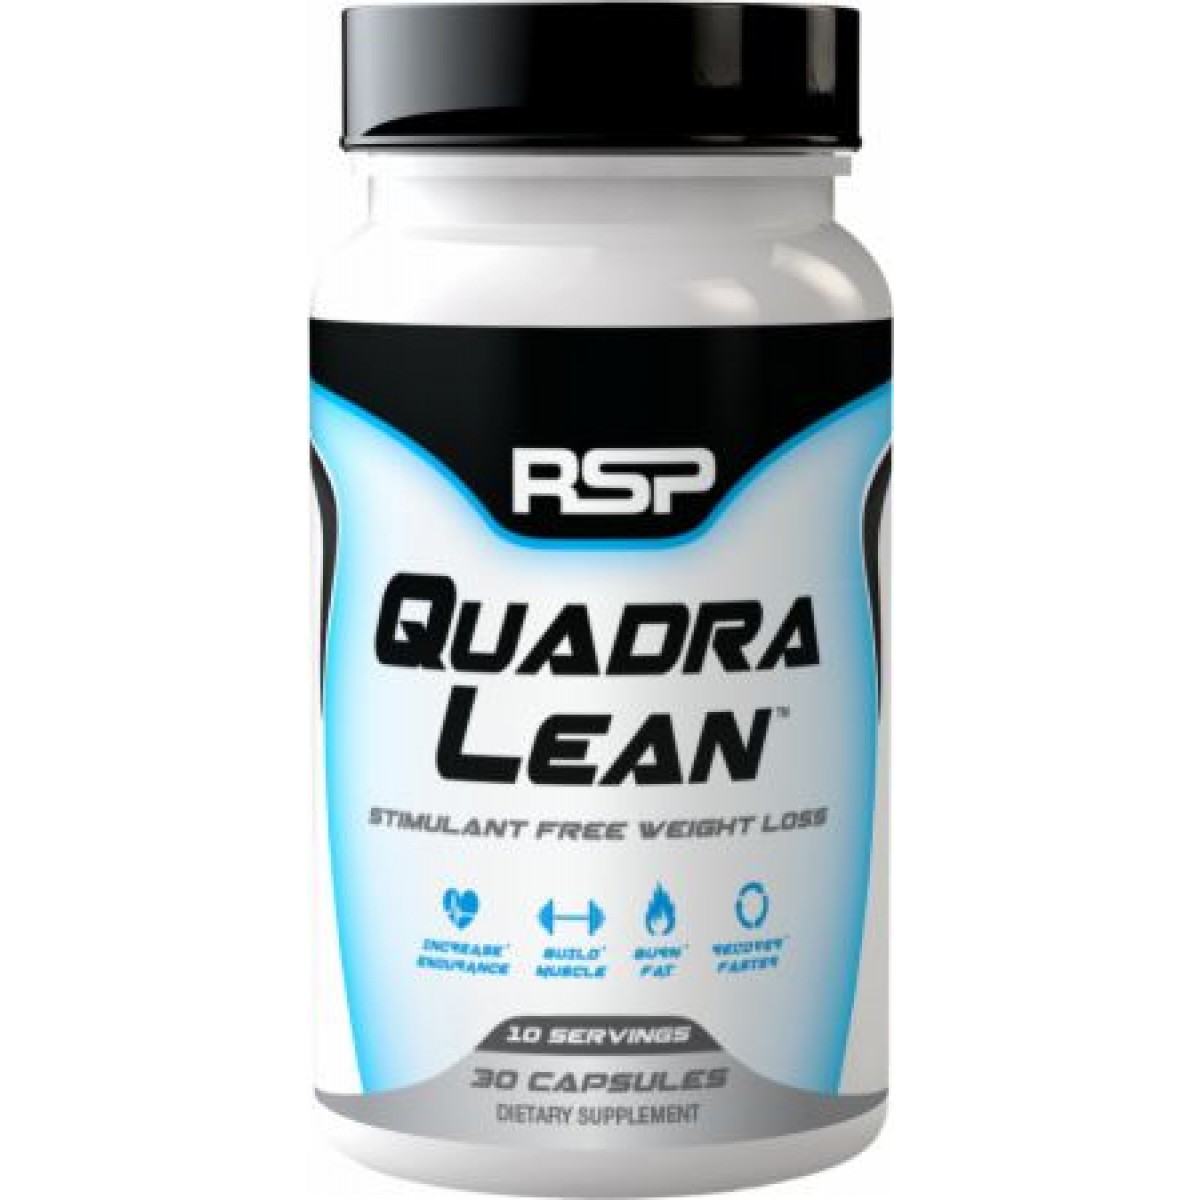 RSP
QUADRA
LEAN™
STIMULANT FREE WEIGHT LOSS
INCREASE* BUILD* BURN* RECOVER*
ENDURANCE MUSCLE FAT FASTER
10 SERVINGS
30 CAPSULES
DIETARY SUPPLEMENT